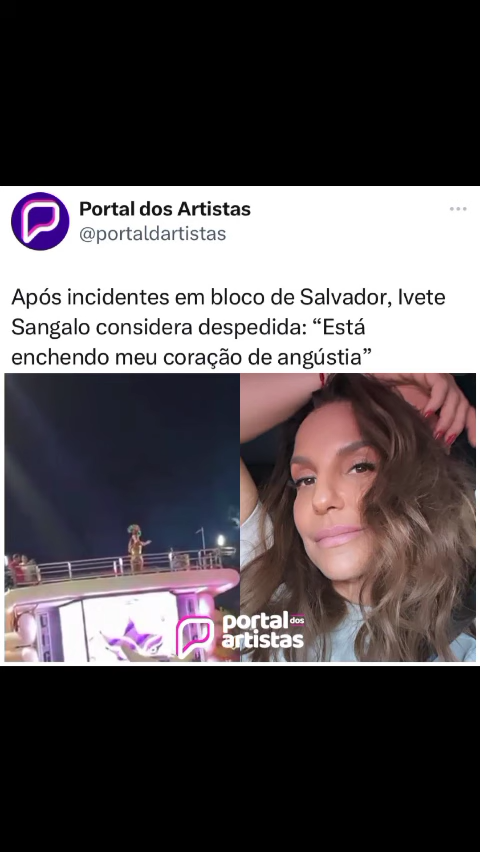 Portal dos Artistas
@portaldartistas
Após incidentes em bloco de Salvador, Ivete
Sangalo considera despedida: “Está
enchendo meu coração de angústia”
portal dos
artistas